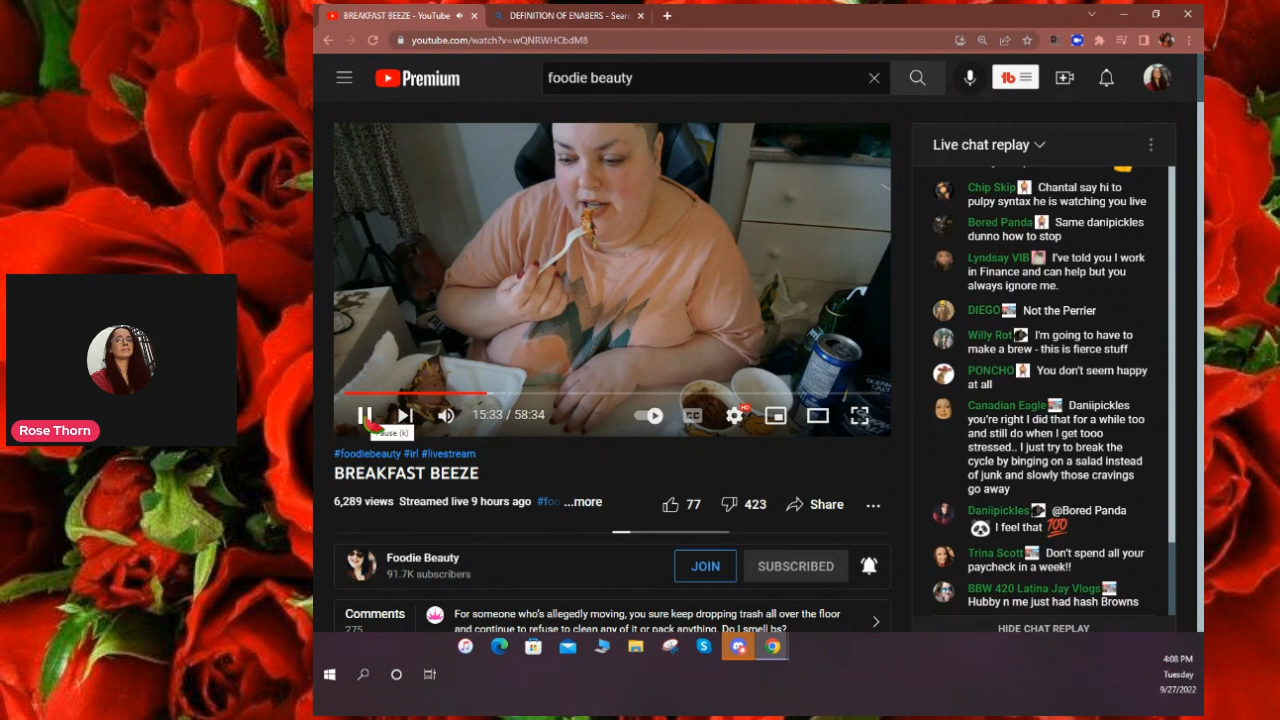 BREAKFAST BEEZE - YouTube
DEFINITION OF ENABERS - Sear
youtube.com/watch?v=wQNRWHCbdM8
Premium
foodie beauty
tb
Live chat replay
Chip Skip Chantal say hi to
pulpy syntax he is watching you live
Bored Panda Same danipickles
dunno how to stop
Lyndsay VIB I've told you I work
in Finance and can help but you
always ignore me.
DIEGO Not the Perrier
Willy Rot I'm going to have to
make a brew - this is fierce stuff
PONCHO You don't seem happy
at all
Canadian Eagle Daniipickles
you're right I did that for a while too
and still do when I get tooo
stressed.. I just try to break the
cycle by binging on a salad instead
of junk and slowly those cravings
go away
Daniipickles @Bored Panda
I feel that 100
Trina Scott Don't spend all your
paycheck in a week!!
BBW 420 Latina Jay Vlogs
Hubby n me just had hash Browns
HIDE CHAT REPLAY
15:33 / 58:34
CC
HD
Pause (k)
#foodiebeauty #irl #livestream
BREAKFAST BEEZE
6,289 views Streamed live 9 hours ago #foo ...more
77
423
Share
Foodie Beauty
91.7K subscribers
JOIN
SUBSCRIBED
Comments
275
For someone who's allegedly moving, you sure keep dropping trash all over the floor
and continue to refuse to clean any of it or pack anything. Do I smell bs?
Rose Thorn
4:08 PM
Tuesday
9/27/2022